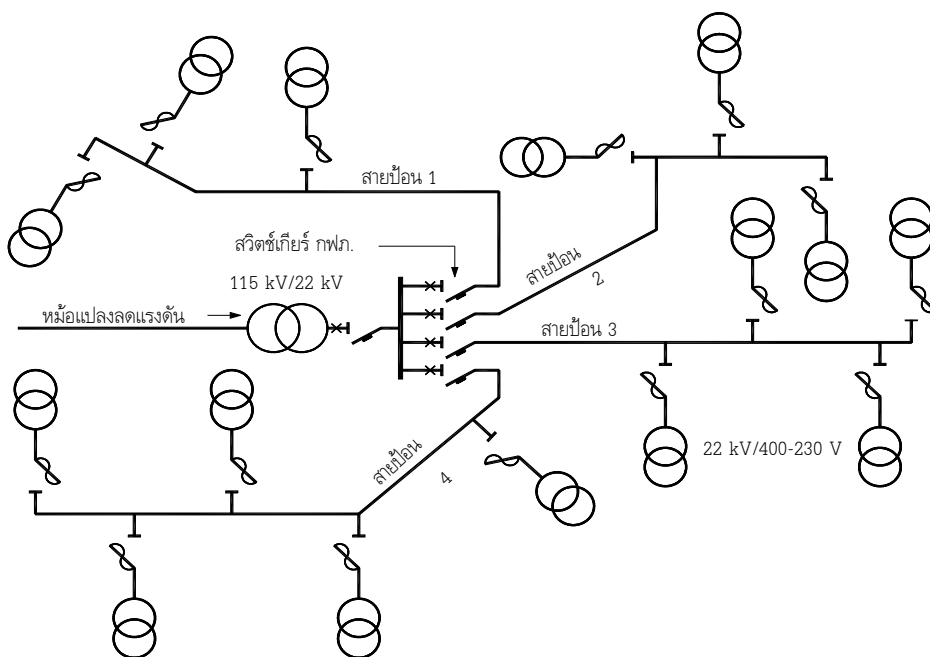 สายป้อน 1
สวิตช์เกียร์ กฟภ.
115 kV/22 kV
หม้อแปลงลดแรงดัน
สายป้อน
2
สายป้อน 3
22 kV/400-230 V
สายป้อน
4